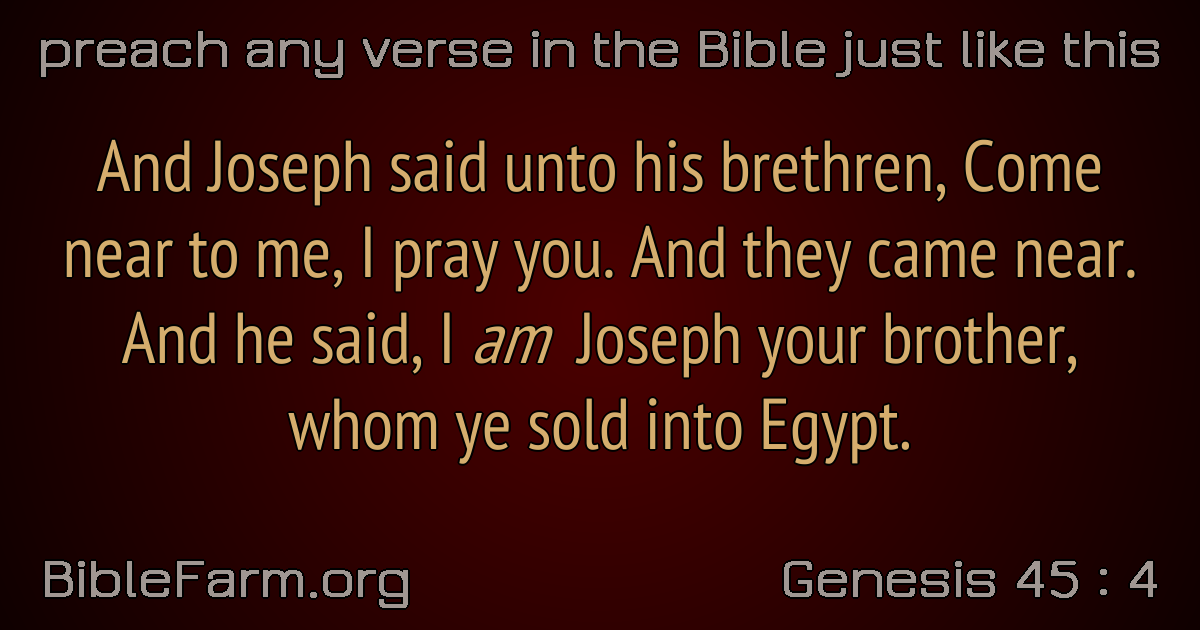 preach any verse in the Bible just like this
And Joseph said unto his brethren, Come
near to me, I pray you. And they came near.
And he said, I am Joseph your brother,
whom ye sold into Egypt.
BibleFarm.org
Genesis 45 : 4